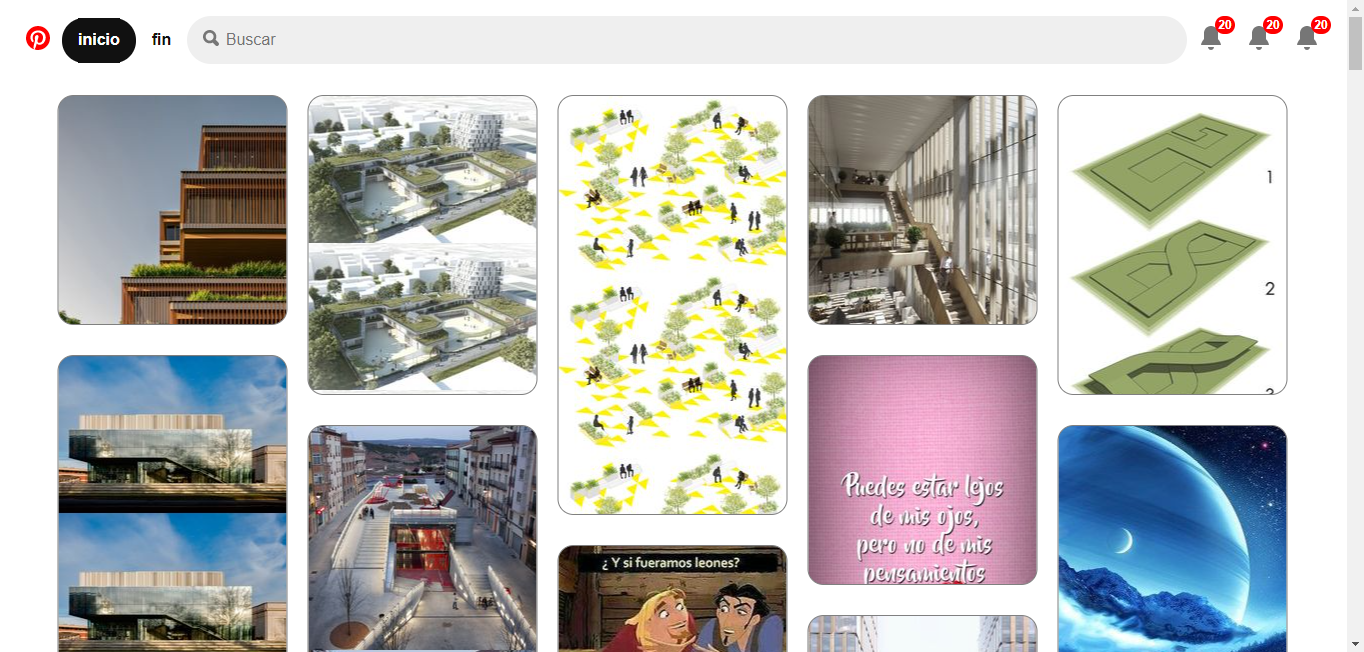 inicio
fin
Buscar
20
20
20
1
2
3
Puedes estar lejos
de mis ojos,
pero no de mis
pensamientos
¿ Y si fueramos leones?